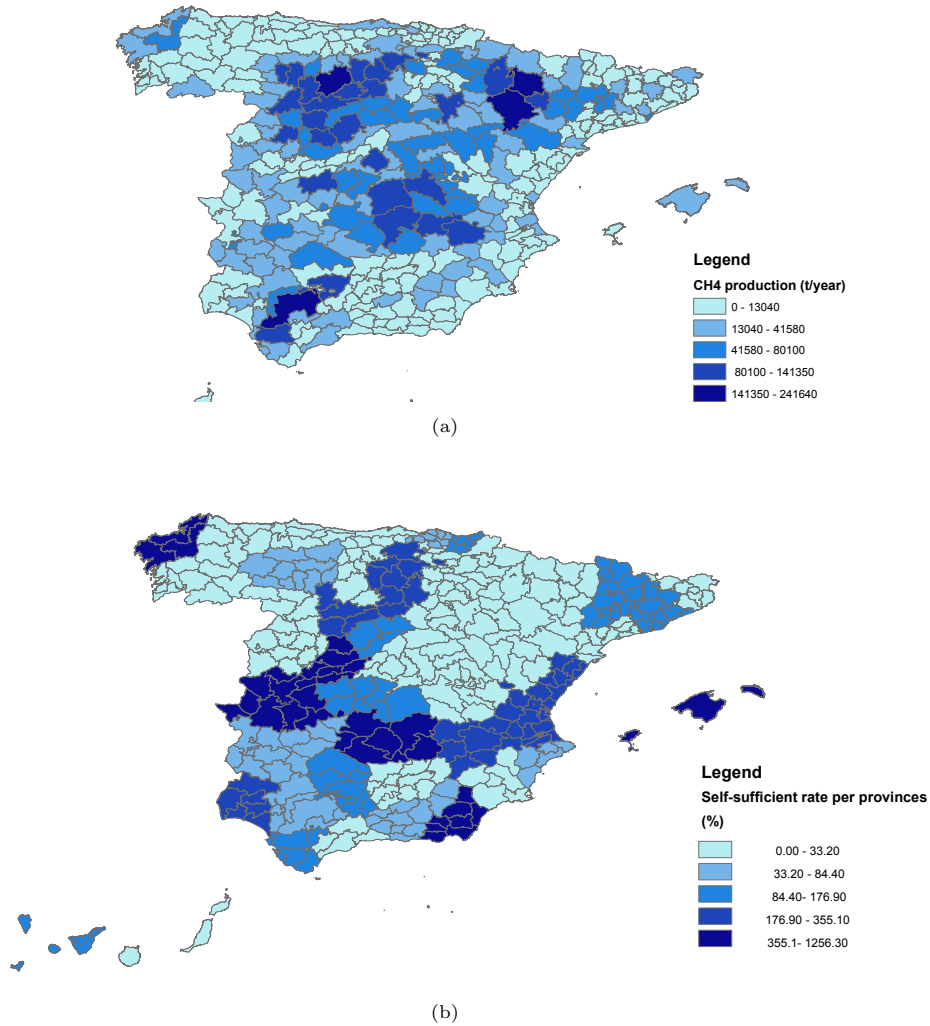 Legend
CH4 production (t/year)
0 - 13040
13040 - 41580
41580 - 80100
80100 - 141350
141350 - 241640
(a)
Legend
Self-sufficient rate per provinces
(%)
0.00 - 33.20
33.20 - 84.40
84.40- 176.90
176.90 - 355.10
355.1- 1256.30
(b)